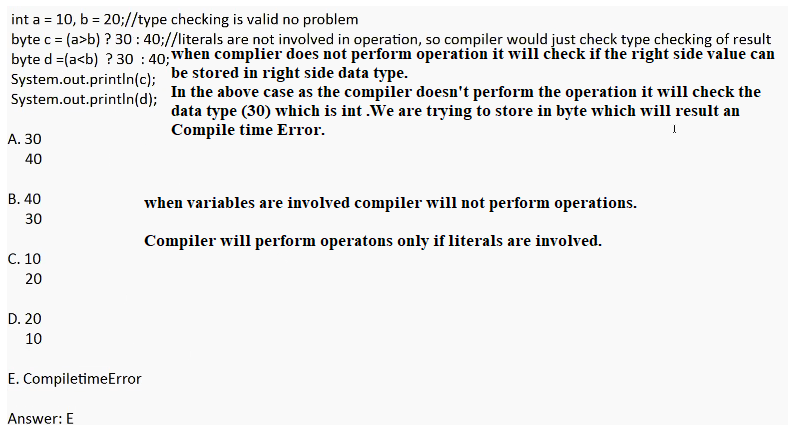 int a = 10, b = 20;//type checking is valid no problem
byte c = (a>b) ? 30 : 40;//literals are not involved in operation, so compiler would just check type checking of result
byte d =(a<b) ? 30 : 40;
when complier does not perform operation it will check if the right side value can
be stored in right side data type.
System.out.println(c);
System.out.println(d);
In the above case as the compiler doesn't perform the operation it will check the
data type (30) which is int .We are trying to store in byte which will result an
Compile time Error.
A. 30
40
B. 40
30
when variables are involved compiler will not perform operations.
Compiler will perform operatons only if literals are involved.
C. 10
20
D. 20
10
E. CompiletimeError
Answer: E